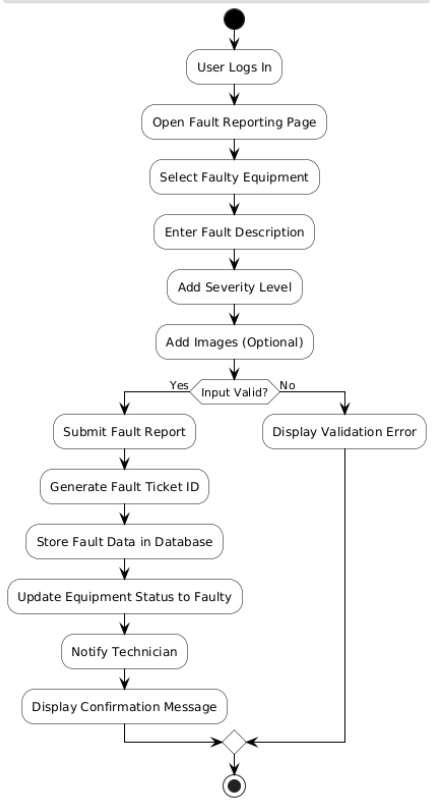 User Logs In
Open Fault Reporting Page
Select Faulty Equipment
Enter Fault Description
Add Severity Level
Add Images (Optional)
Yes
Input Valid?
No
Submit Fault Report
Display Validation Error
Generate Fault Ticket ID
Store Fault Data in Database
Update Equipment Status to Faulty
Notify Technician
Display Confirmation Message